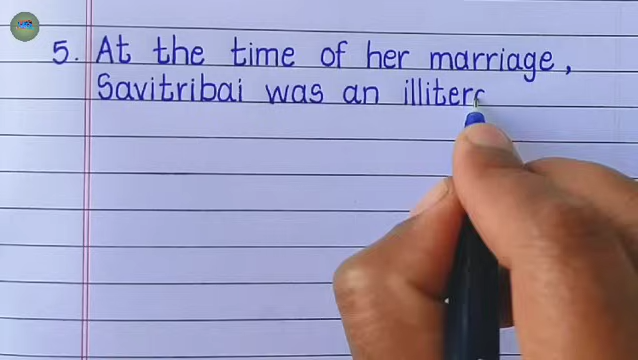 5. At the time of her marriage,
Savitribai was an illiter